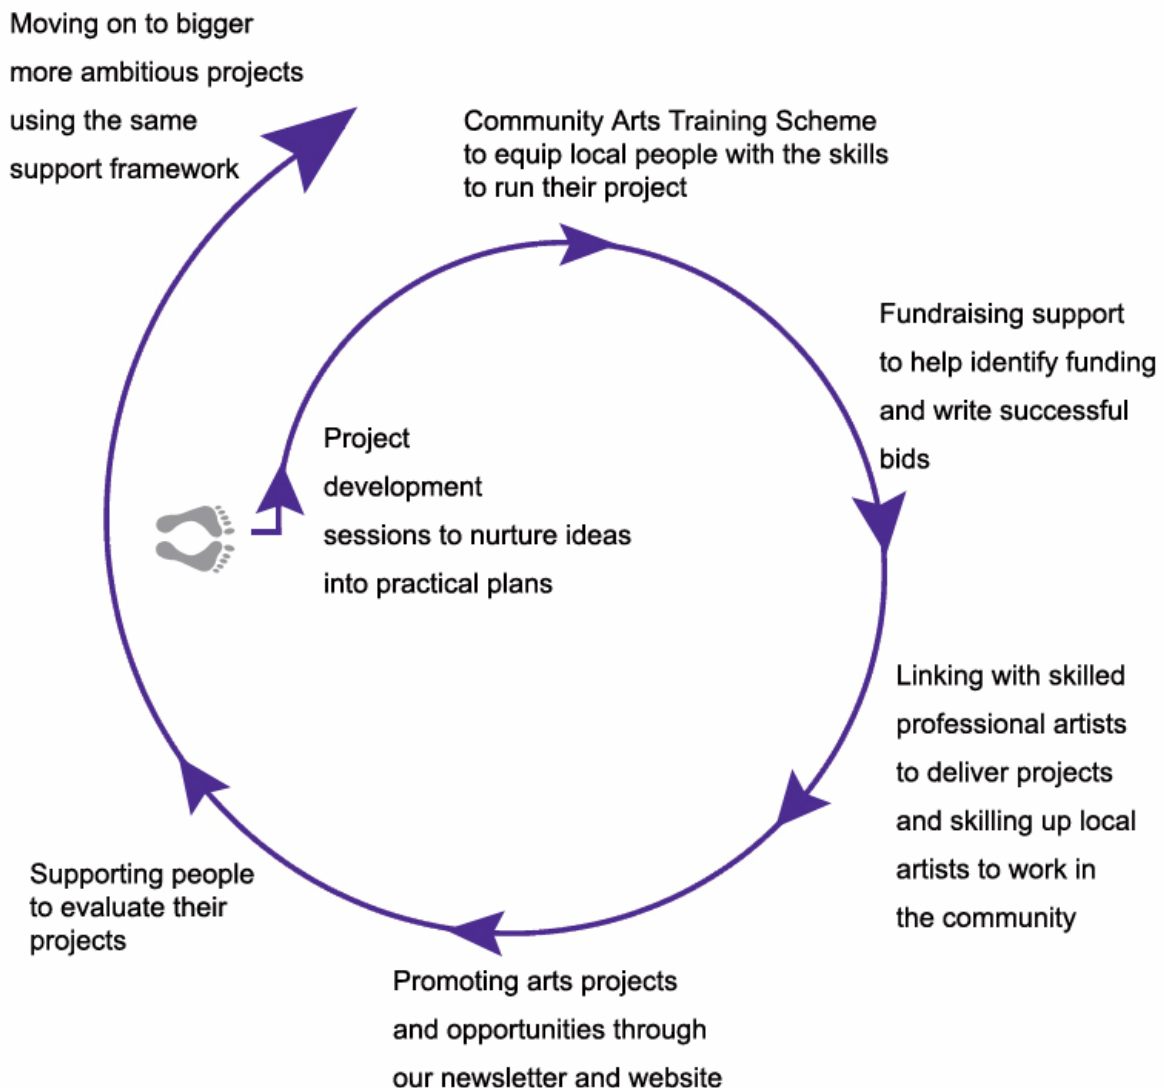 Moving on to bigger
more ambitious projects
using the same
support framework
Community Arts Training Scheme
to equip local people with the skills
to run their project
Fundraising support
to help identify funding
and write successful
bids
Project
development
sessions to nurture ideas
into practical plans
Linking with skilled
professional artists
to deliver projects
and skilling up local
artists to work in
the community
Supporting people
to evaluate their
projects
Promoting arts projects
and opportunities through
our newsletter and website